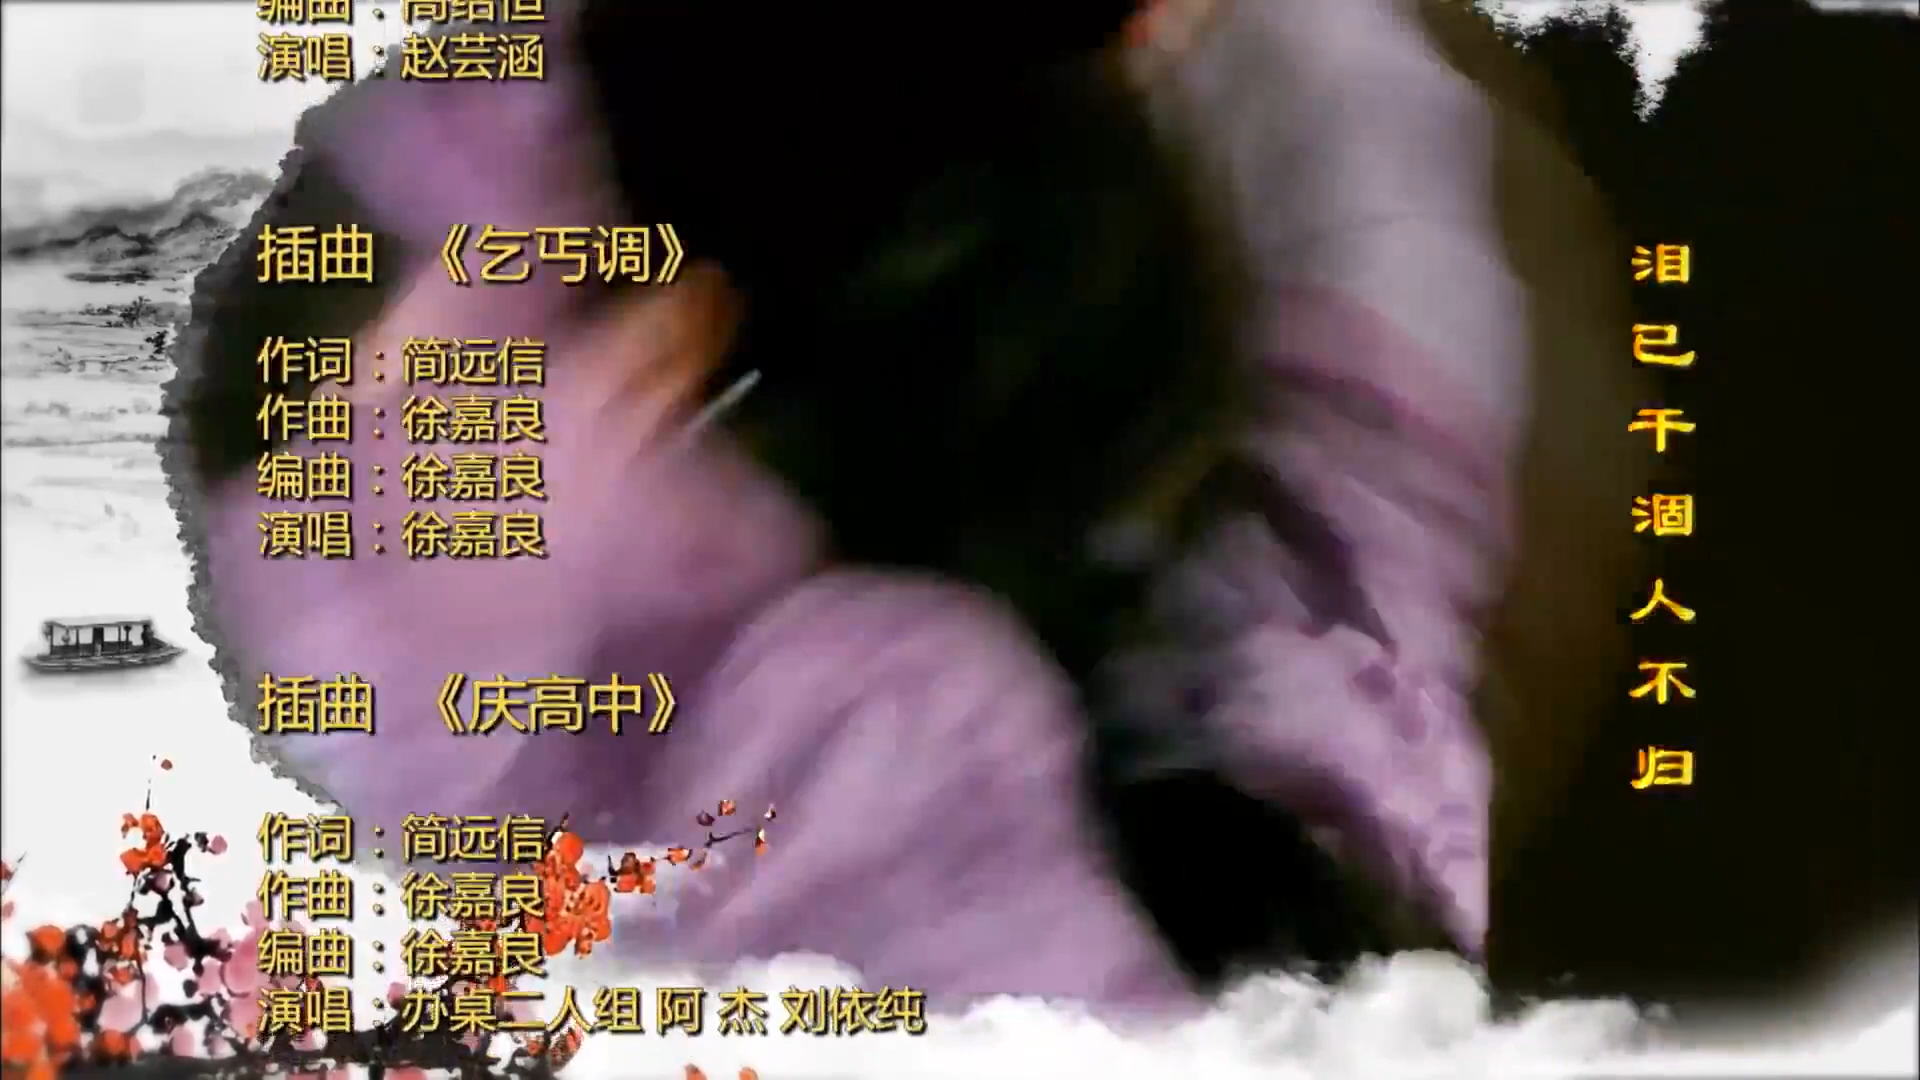 演唱：赵芸涵
插曲 《乞丐调》
作词：简远信
作曲：徐嘉良
编曲：徐嘉良
演唱：徐嘉良
插曲 《庆高中》
作词：简远信
作曲：徐嘉良
编曲：徐嘉良
演唱：办桌二人组 阿 杰 刘依纯
泪已干涸人不归